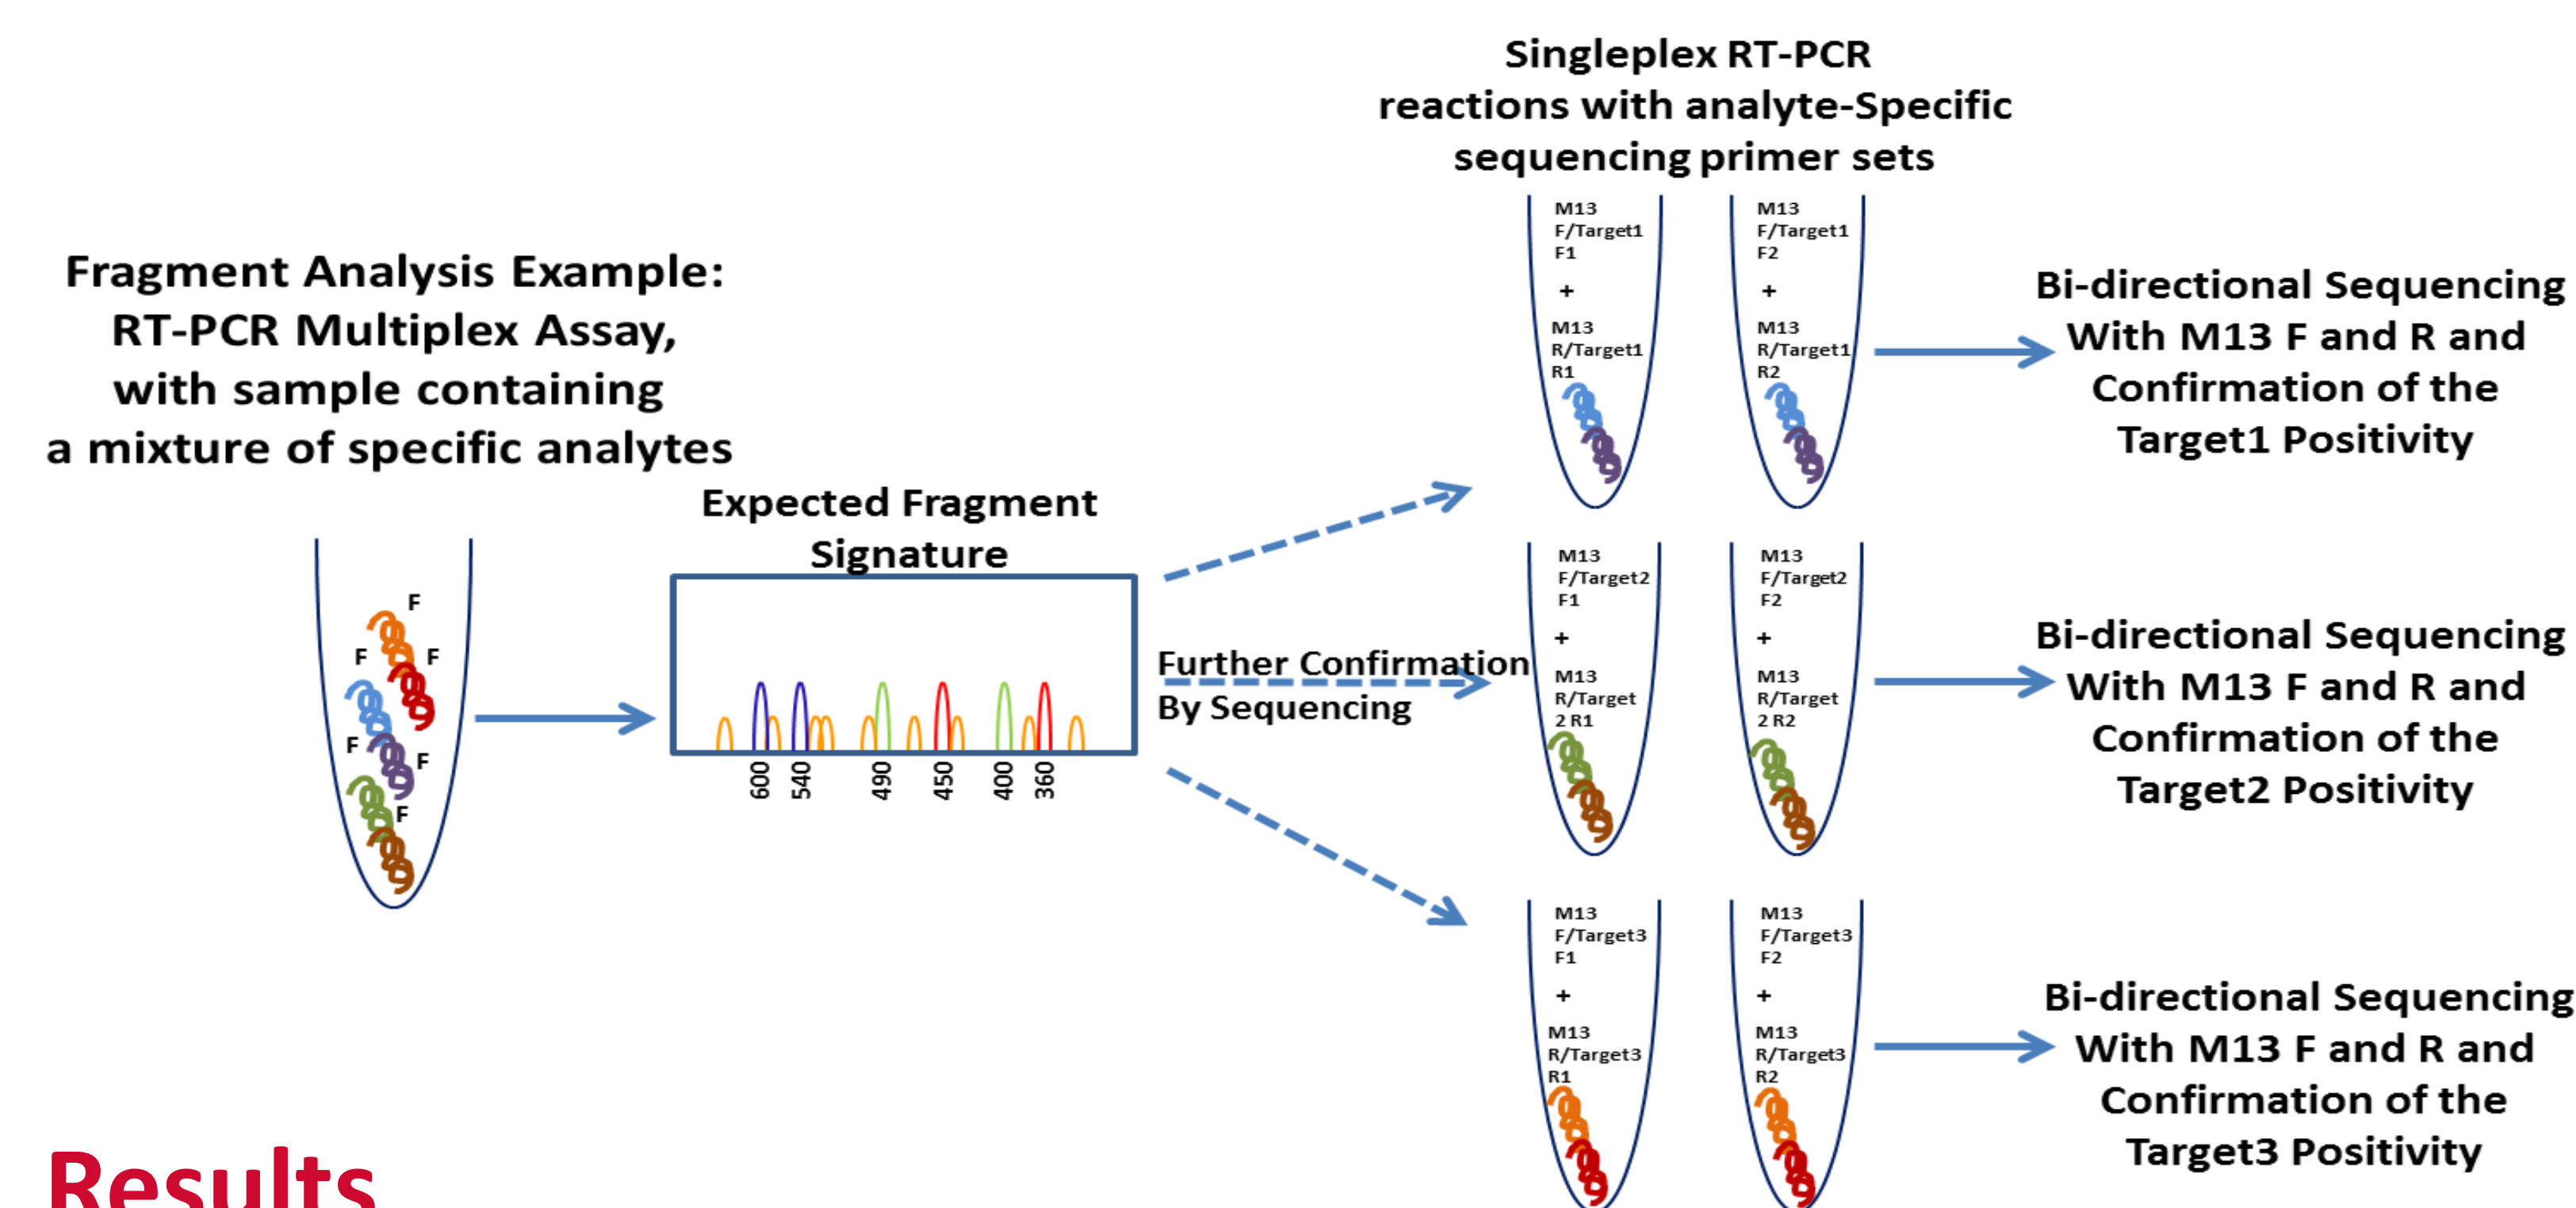 Singleplex RT-PCR
reactions with analyte-Specific
sequencing primer sets
Fragment Analysis Example:
RT-PCR Multiplex Assay,
with sample containing
a mixture of specific analytes
F
F
F
F
F
F
Expected Fragment
Signature
600
540
490
450
400
360
Further Confirmation
By Sequencing
M13
F/Target1
F1
+
M13
R/Target1
R1
M13
F/Target1
F2
+
M13
R/Target1
R2
Bi-directional Sequencing
With M13 F and R and
Confirmation of the
Target1 Positivity
M13
F/Target2
F1
+
M13
R/Target
2 R1
M13
F/Target2
F2
+
M13
R/Target
2 R2
Bi-directional Sequencing
With M13 F and R and
Confirmation of the
Target2 Positivity
M13
F/Target3
F1
+
M13
R/Target3
R1
M13
F/Target3
F2
+
M13
R/Target3
R2
Bi-directional Sequencing
With M13 F and R and
Confirmation of the
Target3 Positivity
Results